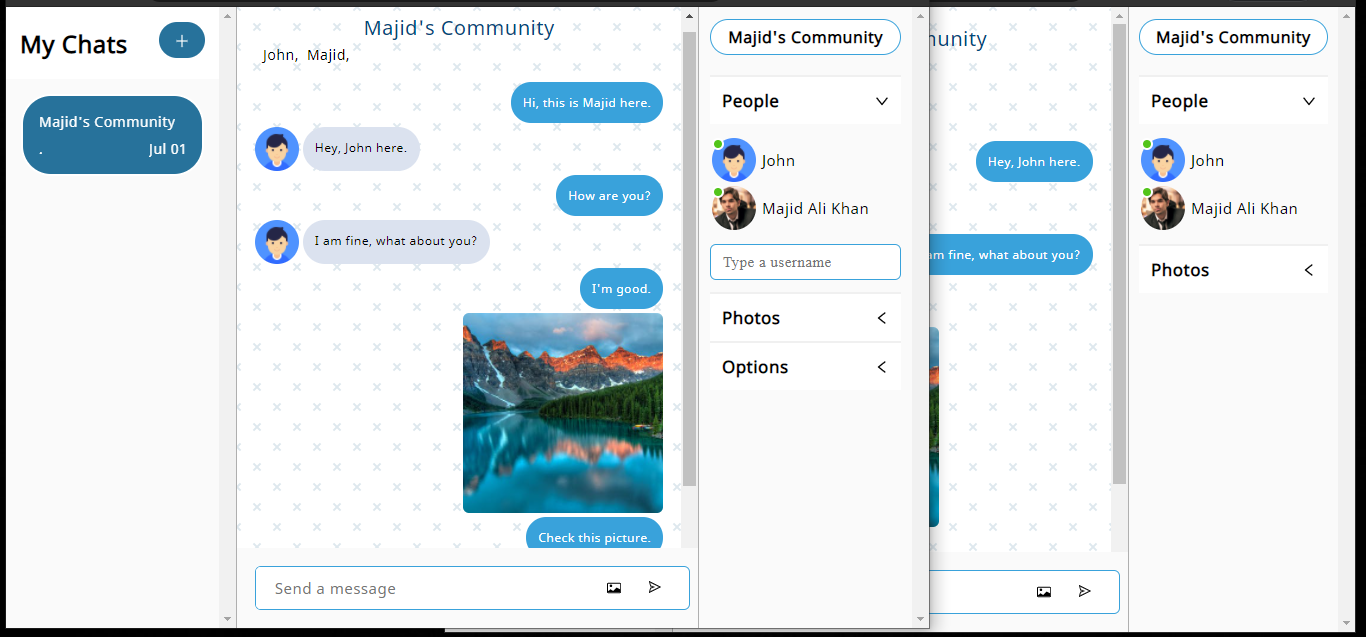 My Chats
+
Majid's Community
.
Jul 01
Majid's Community
John, Majid,
Hi, this is Majid here.
Hey, John here.
How are you?
I am fine, what about you?
I'm good.
Check this picture.
Send a message
Majid's Community
People
John
Majid Ali Khan
Type a username
Photos
Options
Hey, John here.
fine, what about you?
Majid's Community
People
John
Majid Ali Khan
Photos